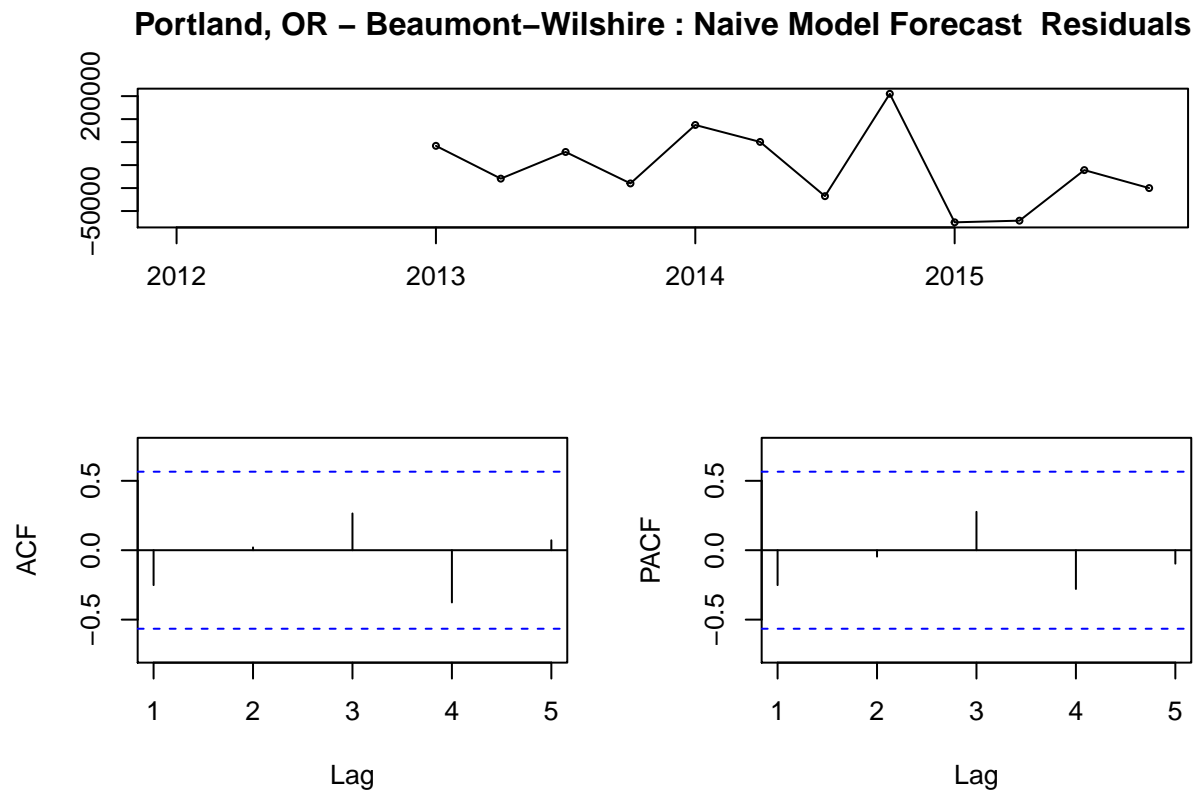 Portland, OR – Beaumont–Wilshire : Naive Model Forecast  Residuals
200000
−50000
2012 2013 2014 2015
ACF
0.5
0.0
−0.5
1 2 3 4 5
Lag
PACF
0.5
0.0
−0.5
1 2 3 4 5
Lag